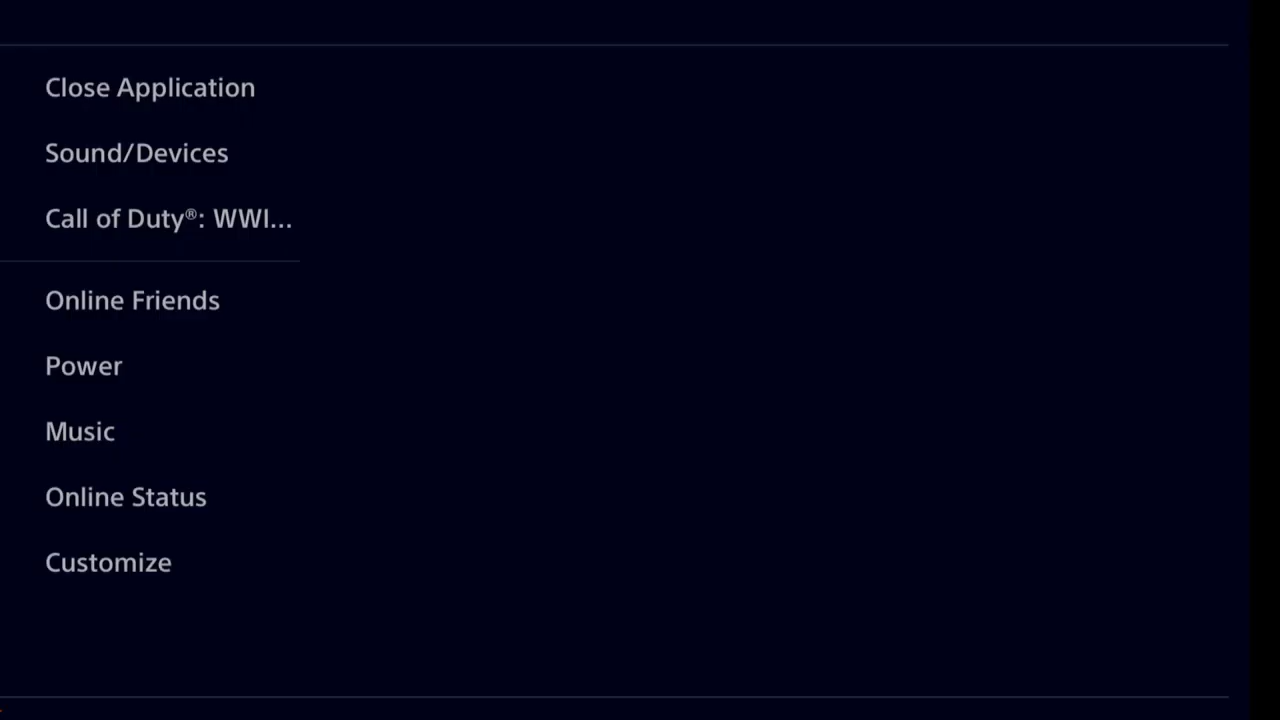 Close Application
Sound/Devices
Call of Duty®: WWI...
Online Friends
Power
Music
Online Status
Customize